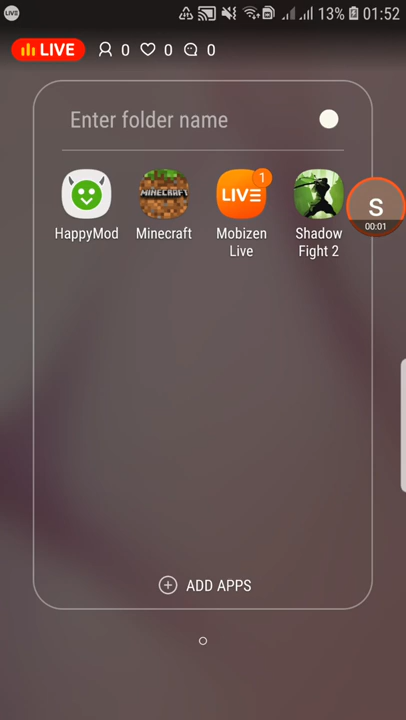 LIVE 13% 01:52
LIVE 0 0 0
Enter folder name
MINECRAFT
LIVE 1
S
00:01
HappyMod
Minecraft
Mobizen
Live
Shadow
Fight 2
ADD APPS